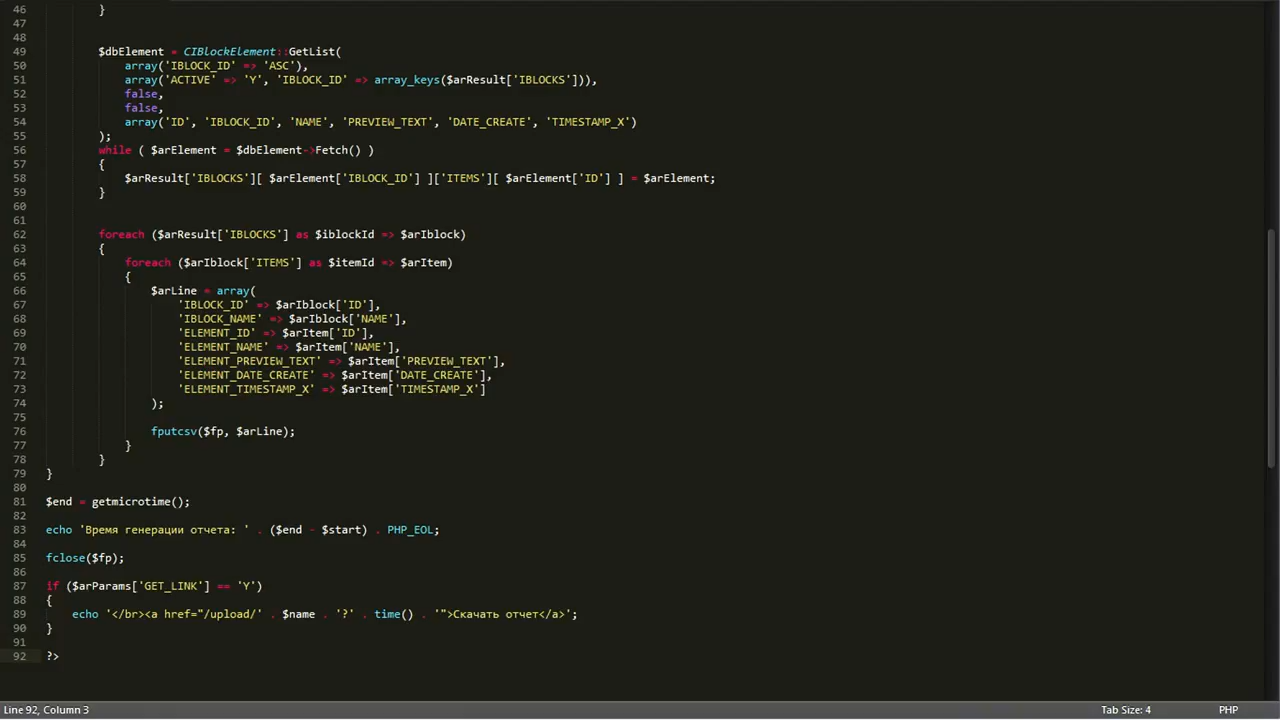 46         }
47
48
49         $dbElement = CIBlockElement::GetList(
50             array('IBLOCK_ID' => 'ASC'),
51             array('ACTIVE' => 'Y', 'IBLOCK_ID' => array_keys($arResult['IBLOCKS'])),
52             false,
53             false,
54             array('ID', 'IBLOCK_ID', 'NAME', 'PREVIEW_TEXT', 'DATE_CREATE', 'TIMESTAMP_X')
55         );
56         while ( $arElement = $dbElement->Fetch() )
57         {
58             $arResult['IBLOCKS'][ $arElement['IBLOCK_ID'] ]['ITEMS'][ $arElement['ID'] ] = $arElement;
59         }
60
61
62         foreach ($arResult['IBLOCKS'] as $iblockId => $arIblock)
63         {
64             foreach ($arIblock['ITEMS'] as $itemId => $arItem)
65             {
66                 $arLine = array(
67                     'IBLOCK_ID' => $arIblock['ID'],
68                     'IBLOCK_NAME' => $arIblock['NAME'],
69                     'ELEMENT_ID' => $arItem['ID'],
70                     'ELEMENT_NAME' => $arItem['NAME'],
71                     'ELEMENT_PREVIEW_TEXT' => $arItem['PREVIEW_TEXT'],
72                     'ELEMENT_DATE_CREATE' => $arItem['DATE_CREATE'],
73                     'ELEMENT_TIMESTAMP_X' => $arItem['TIMESTAMP_X']
74                 );
75
76                 fputcsv($fp, $arLine);
77             }
78         }
79 }
80
81 $end = getmicrotime();
82
83 echo 'Время генерации отчета: ' . ($end - $start) . PHP_EOL;
84
85 fclose($fp);
86
87 if ($arParams['GET_LINK'] == 'Y')
88 {
89     echo '</br><a href="/upload/' . $name . '?' . time() . '">Скачать отчет</a>';
90 }
91
92 ?>
Line 92, Column 3 Tab Size: 4 PHP